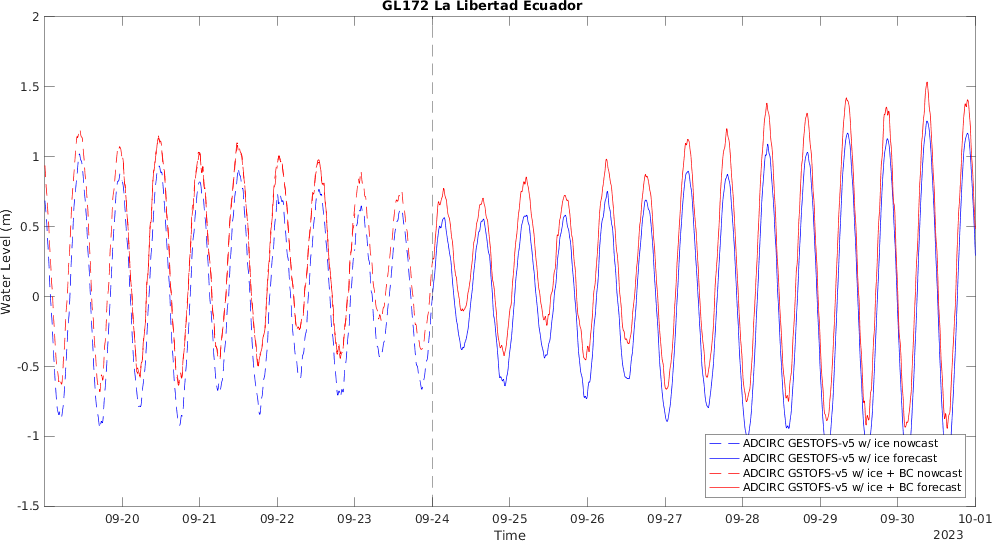 GL172 La Libertad Ecuador
2
1.5
1
0.5
0
-0.5
-1
-1.5
Water Level (m)
ADCIRC GESTOFS-v5 w/ ice nowcast
ADCIRC GESTOFS-v5 w/ ice forecast
ADCIRC GSTOFS-v5 w/ ice + BC nowcast
ADCIRC GSTOFS-v5 w/ ice + BC forecast
09-20 09-21 09-22 09-23 09-24 09-25 09-26 09-27 09-28 09-29 09-30 10-01
Time
2023